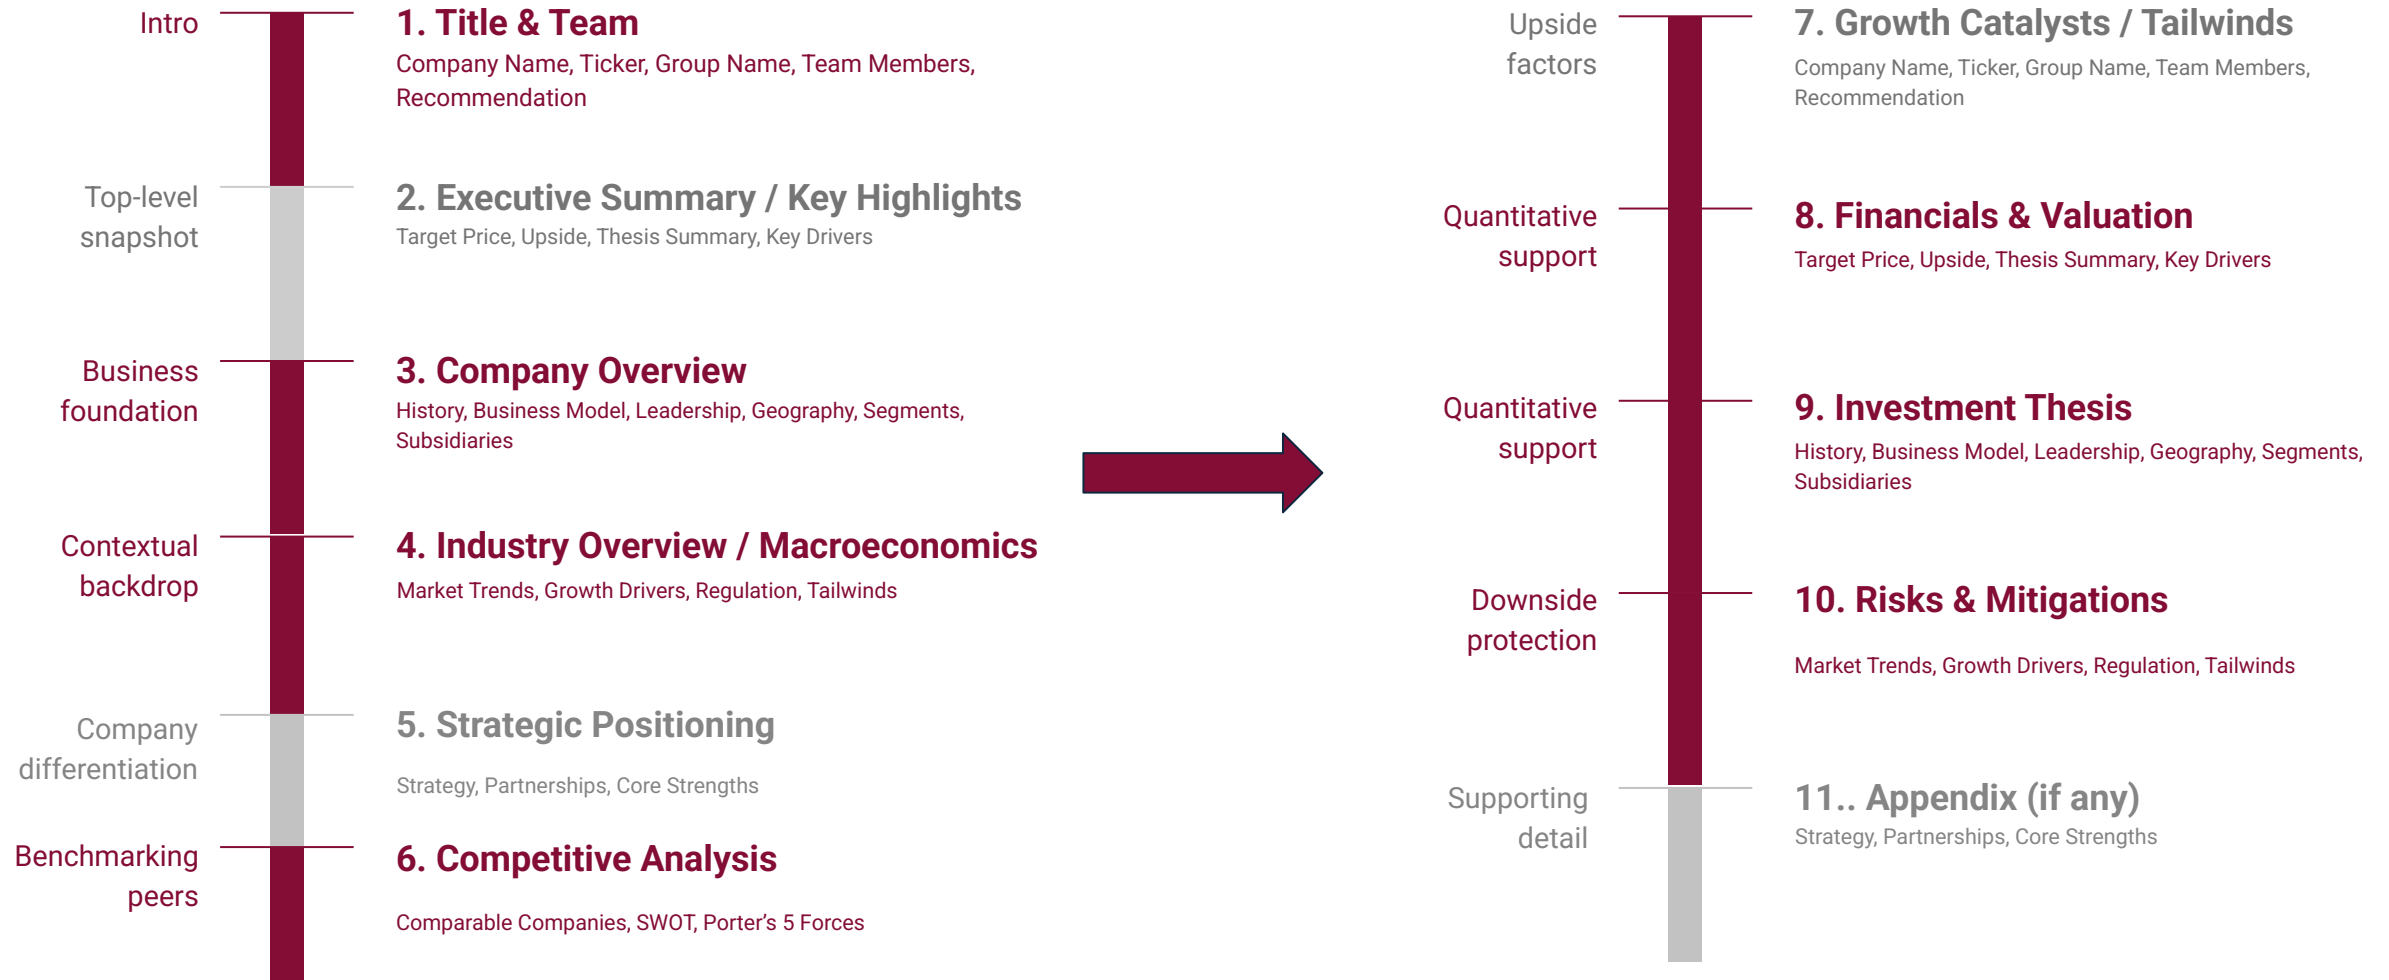 Intro
1. Title & Team
Company Name, Ticker, Group Name, Team Members,
Recommendation
Top-level
snapshot
2. Executive Summary / Key Highlights
Target Price, Upside, Thesis Summary, Key Drivers
Business
foundation
3. Company Overview
History, Business Model, Leadership, Geography, Segments,
Subsidiaries
Contextual
backdrop
4. Industry Overview / Macroeconomics
Market Trends, Growth Drivers, Regulation, Tailwinds
Company
differentiation
5. Strategic Positioning
Strategy, Partnerships, Core Strengths
Benchmarking
peers
6. Competitive Analysis
Comparable Companies, SWOT, Porter’s 5 Forces
Upside
factors
7. Growth Catalysts / Tailwinds
Company Name, Ticker, Group Name, Team Members,
Recommendation
Quantitative
support
8. Financials & Valuation
Target Price, Upside, Thesis Summary, Key Drivers
Quantitative
support
9. Investment Thesis
History, Business Model, Leadership, Geography, Segments,
Subsidiaries
Downside
protection
10. Risks & Mitigations
Market Trends, Growth Drivers, Regulation, Tailwinds
Supporting
detail
11.. Appendix (if any)
Strategy, Partnerships, Core Strengths